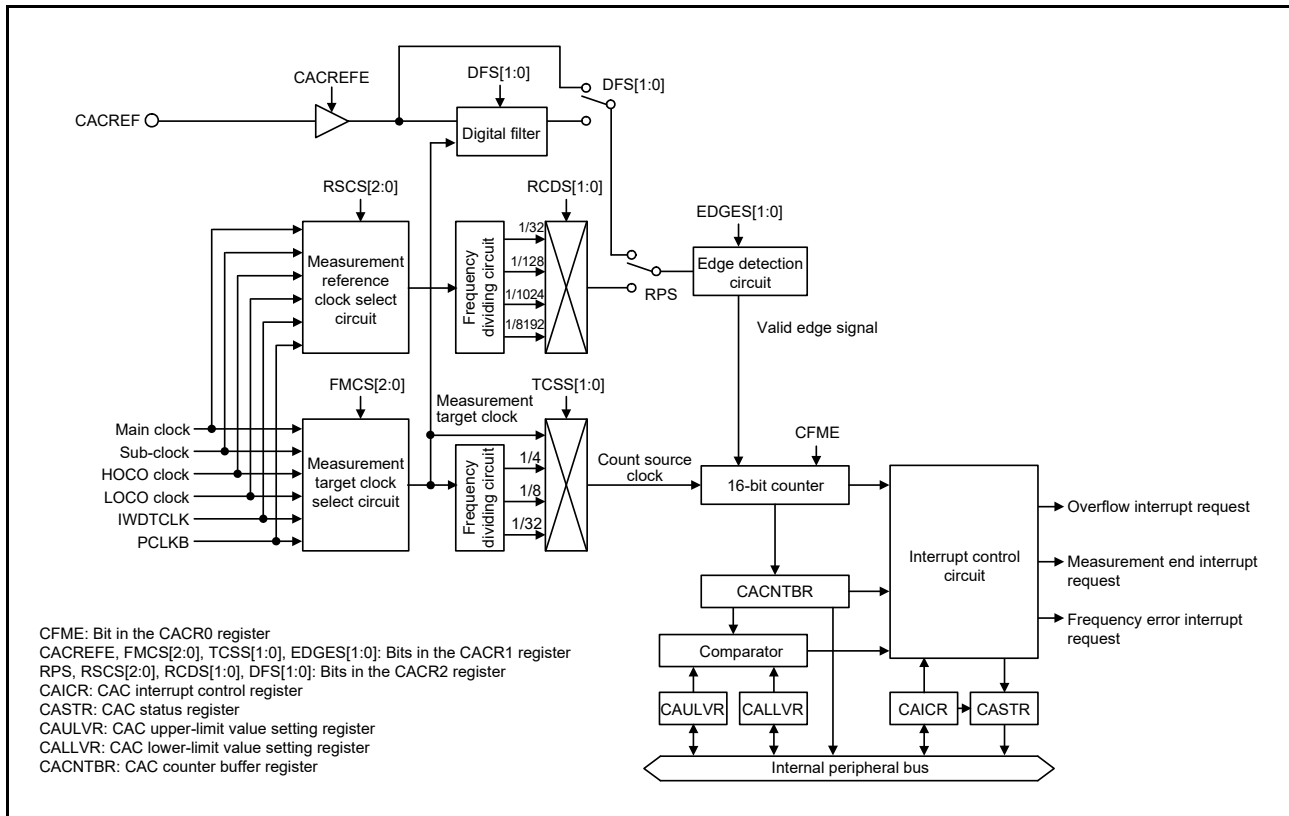 CACREFE
DFS[1:0]
DFS[1:0]
CACREF
Digital filter
RSCS[2:0]
RCDS[1:0]
EDGES[1:0]
Measurement
reference
clock select
circuit
Frequency
dividing circuit
1/32
1/128
1/1024
1/8192
RPS
Edge detection
circuit
Valid edge signal
FMCS[2:0]
Measurement
target clock
TCSS[1:0]
Main clock
Sub-clock
HOCO clock
LOCO clock
IWDTCLK
PCLKB
Measurement
target clock
select circuit
Frequency
dividing circuit
1/4
1/8
1/32
Count source
clock
CFME
16-bit counter
Interrupt control
circuit
Overflow interrupt request
Measurement end interrupt
request
Frequency error interrupt
request
CACNTBR
Comparator
CAULVR
CALLVR
CAICR
CASTR
Internal peripheral bus
CFME: Bit in the CACR0 register
CACREFE, FMCS[2:0], TCSS[1:0], EDGES[1:0]: Bits in the CACR1 register
RPS, RSCS[2:0], RCDS[1:0], DFS[1:0]: Bits in the CACR2 register
CAICR: CAC interrupt control register
CASTR: CAC status register
CAULVR: CAC upper-limit value setting register
CALLVR: CAC lower-limit value setting register
CACNTBR: CAC counter buffer register